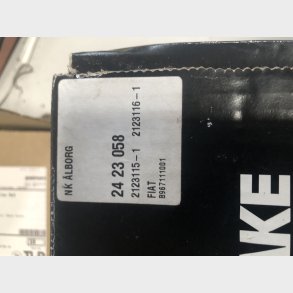 NK ÅLBORG
24 23 058
2123115-1 2123116-1
FIAT
8967111001
AKE